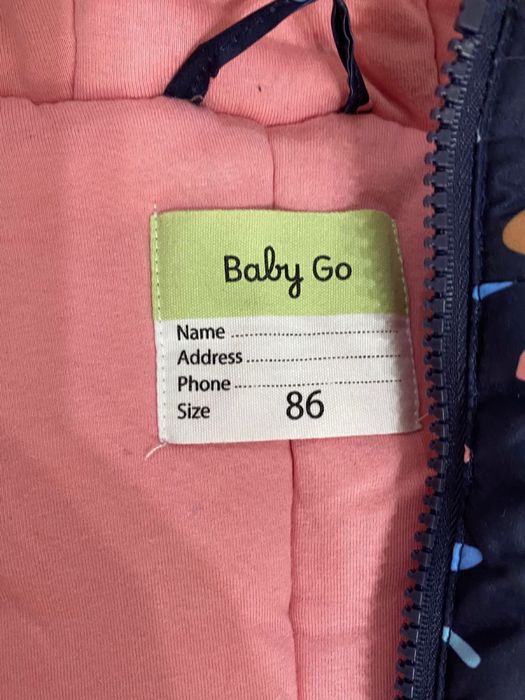 Baby Go
Name ........................................
Address ....................................
Phone ........................................
Size 86